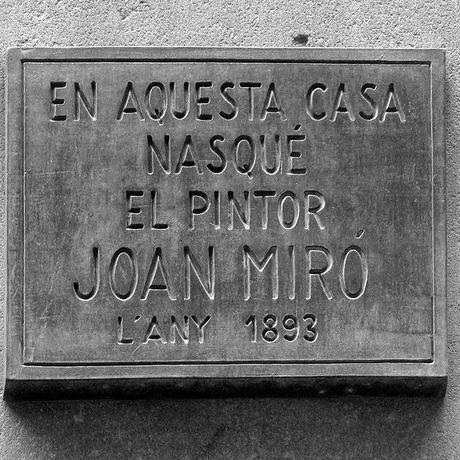 EN AQUESTA CASA
NASQUÉ
EL PINTOR
JOAN MIRÓ
L'ANY 1893